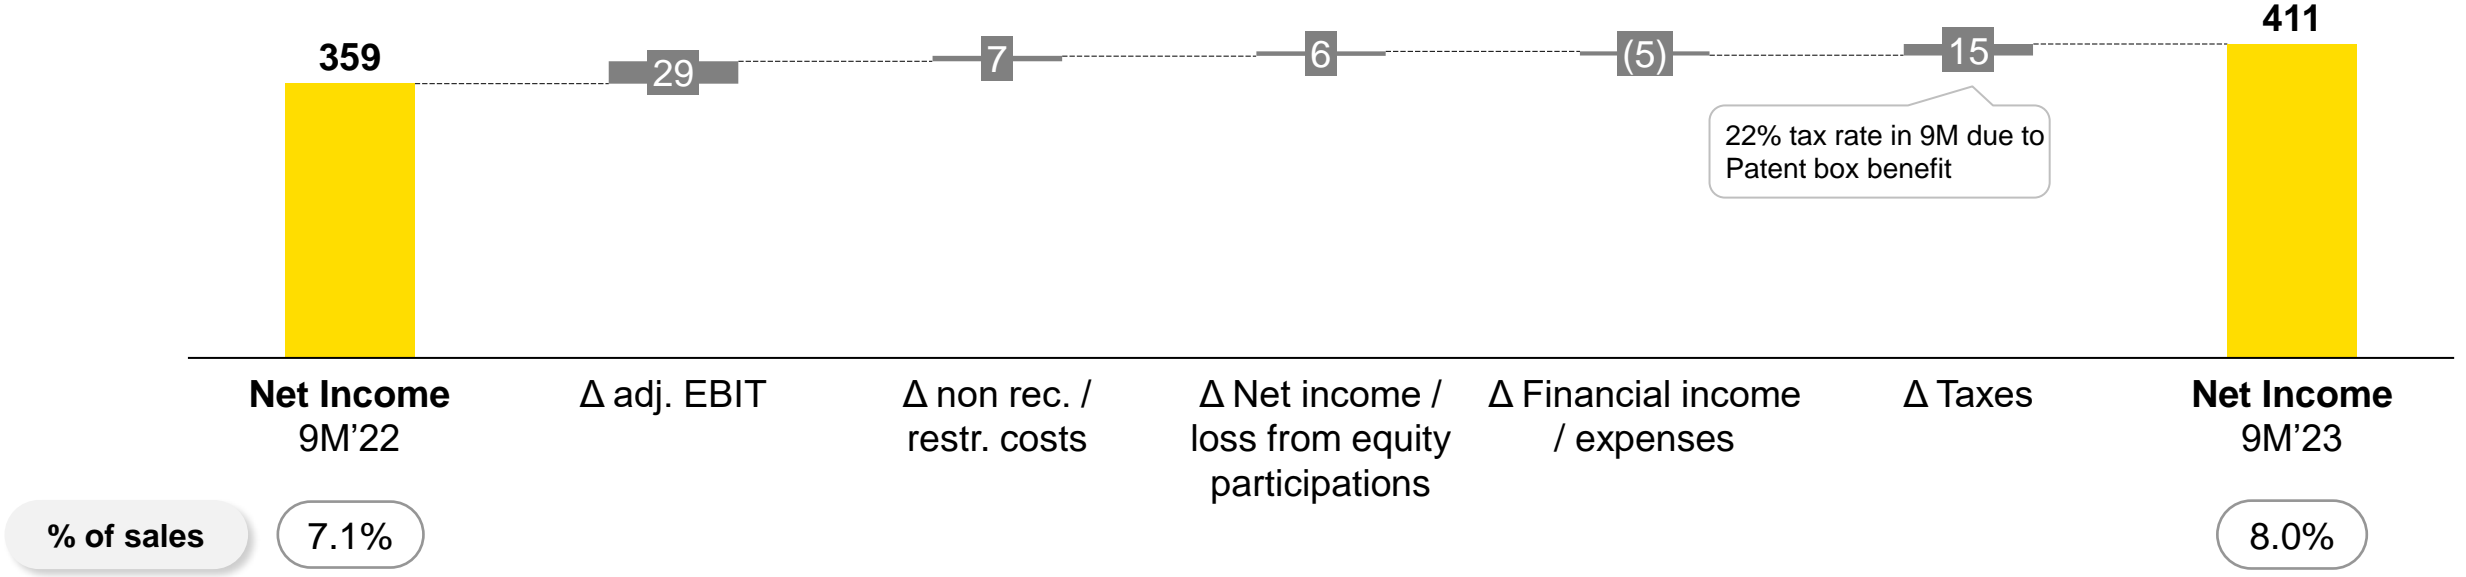 359
29
7
6
(5)
15
411
22% tax rate in 9M due to
Patent box benefit
Net Income
9M’22
Δ adj. EBIT
Δ non rec. /
restr. costs
Δ Net income /
loss from equity
participations
Δ Financial income
/ expenses
Δ Taxes
Net Income
9M’23
% of sales
7.1%
8.0%